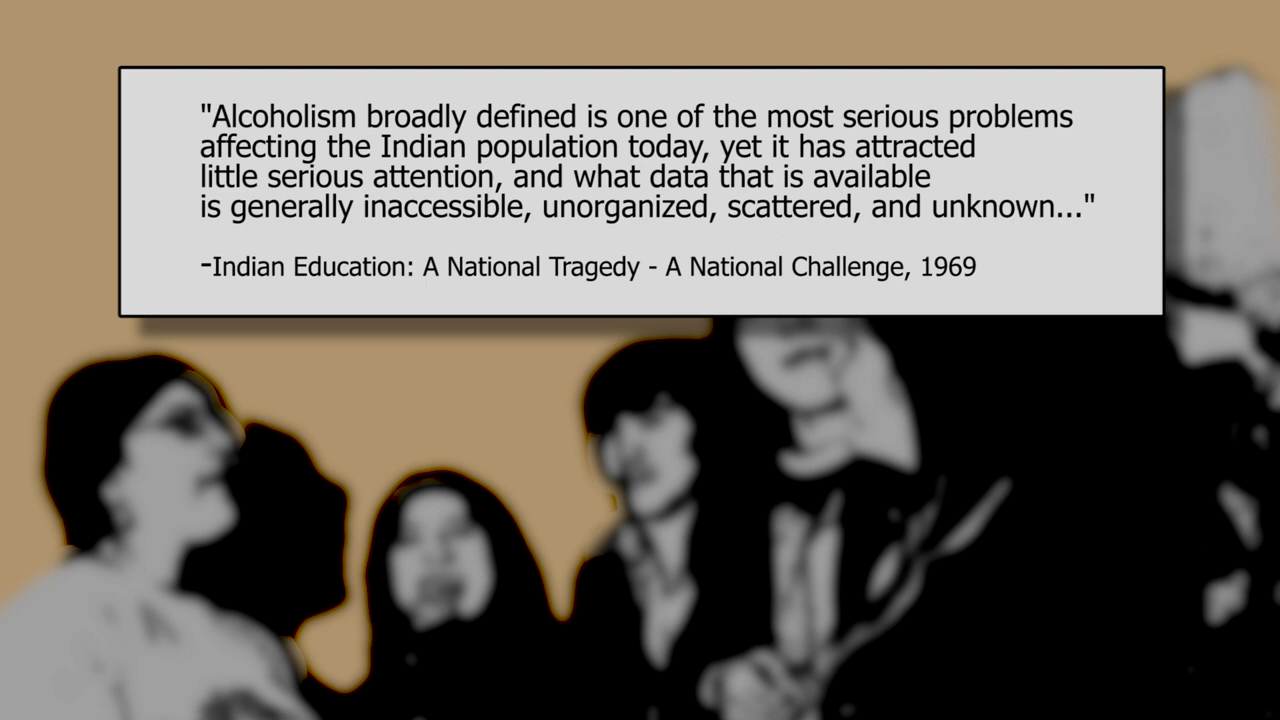 "Alcoholism broadly defined is one of the most serious problems
affecting the Indian population today, yet it has attracted
little serious attention, and what data that is available
is generally inaccessible, unorganized, scattered, and unknown..."
-Indian Education: A National Tragedy - A National Challenge, 1969